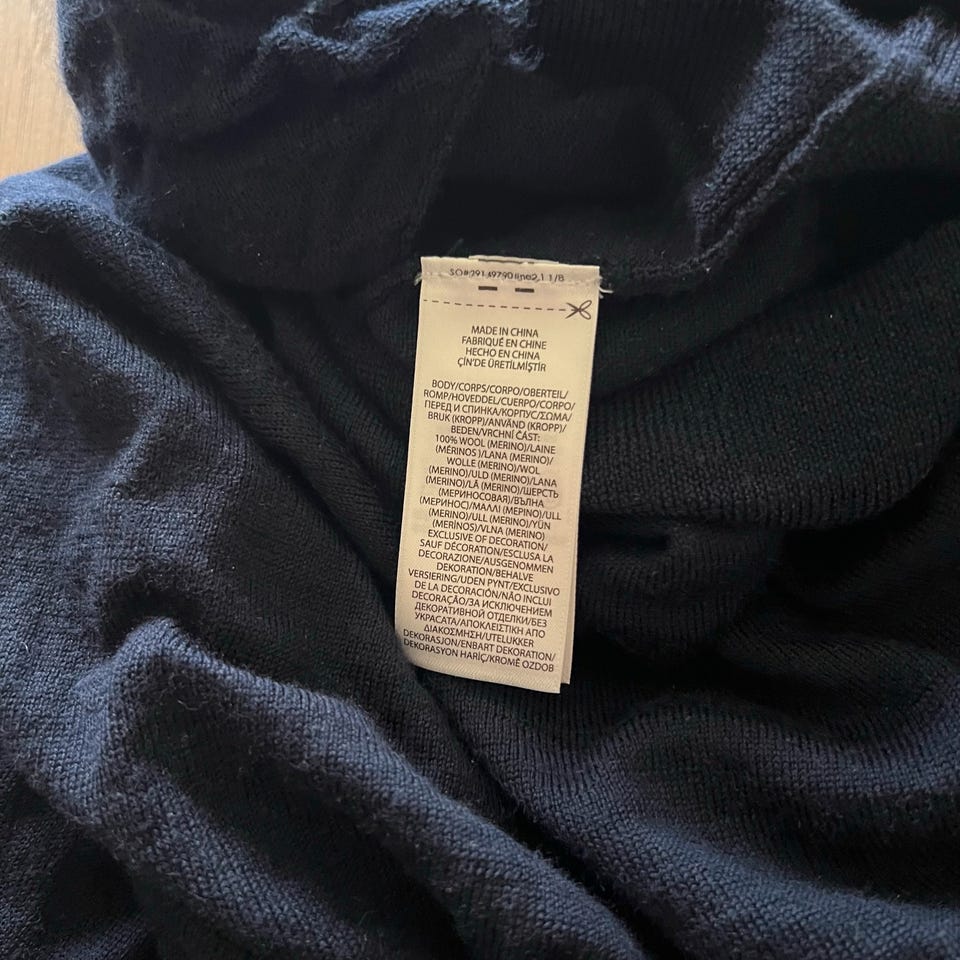 SO#:29149790 line2.1 1/8
MADE IN CHINA
FABRIQUÉ EN CHINE
HECHO EN CHINA
ÇİN'DE ÜRETİLMİŞTİR
BODY/CORPS/CORPO/OBERTEIL/
ROMP/HOVEDDEL/CUERPO/CORPO/
ПЕРЕД И СПИНКА/КОРПУС/ΣΩΜΑ/
BRUK (KROPP)/ANVÄND (KROPP)/
BEDEN/VRCHNÍ ČÁST:
100% WOOL (MERINO)/LAINE
(MÉRINOS)/LANA (MERINO)/
WOLLE (MERINO)/WOL
(MERINO)/ULD (MERINO)/LANA
(MERINO)/LÃ (MERINO)/ШЕРСТЬ
(МЕРИНОСОВАЯ)/ВЪЛНА
(МЕРИНОС)/ΜΑΛΛΙ (ΜΕΡΙΝΟ)/ULL
(MERINO)/ULL (MERINO)/YÜN
(MERİNOS)/VLNA (MERINO)
EXCLUSIVE OF DECORATION/
SAUF DÉCORATION/ESCLUSA LA
DECORAZIONE/AUSGENOMMEN
DEKORATION/BEHALVE
VERSIERING/UDEN PYNT/EXCLUSIVO
DE LA DECORACIÓN/NÃO INCLUI
DECORAÇÃO/ЗА ИСКЛЮЧЕНИЕМ
ДЕКОРАТИВНОЙ ОТДЕЛКИ/БЕЗ
УКРАСАТА/ΑΠΟΚΛΕΙΣΤΙΚΗ ΑΠΟ
ΔΙΑΚΟΣΜΗΣΗ/UTELUKKER
DEKORASJON/ENBART DEKORATION/
DEKORASYON HARİÇ/KROMĚ OZDOB